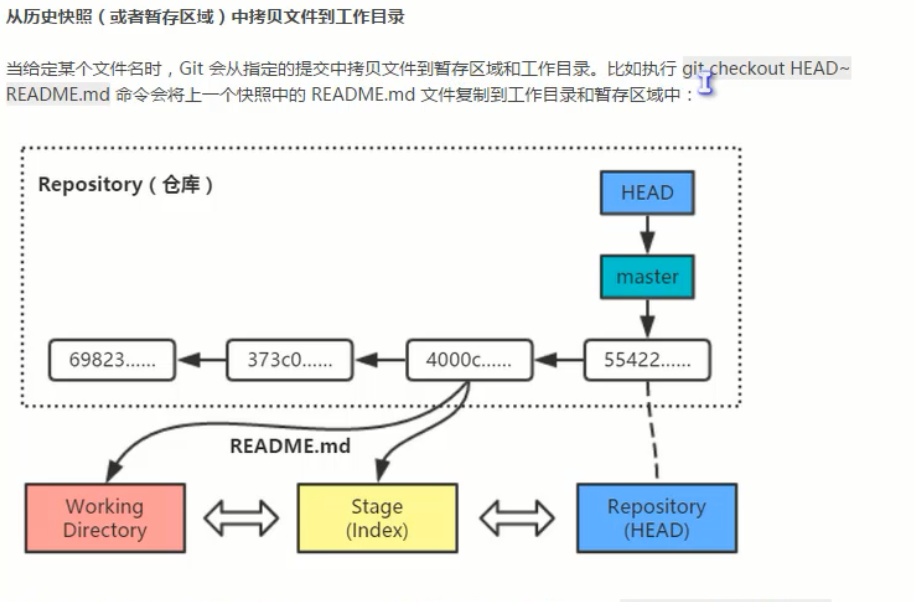 从历史快照（或者暂存区域）中拷贝文件到工作目录
当给定某个文件名时，Git 会从指定的提交中拷贝文件到暂存区域和工作目录。比如执行 git checkout HEAD~
README.md 命令会将上一个快照中的 README.md 文件复制到工作目录和暂存区域中：
Repository（仓库）
HEAD
master
69823......
373c0......
4000c......
55422......
README.md
Working
Directory
Stage
(Index)
Repository
(HEAD)